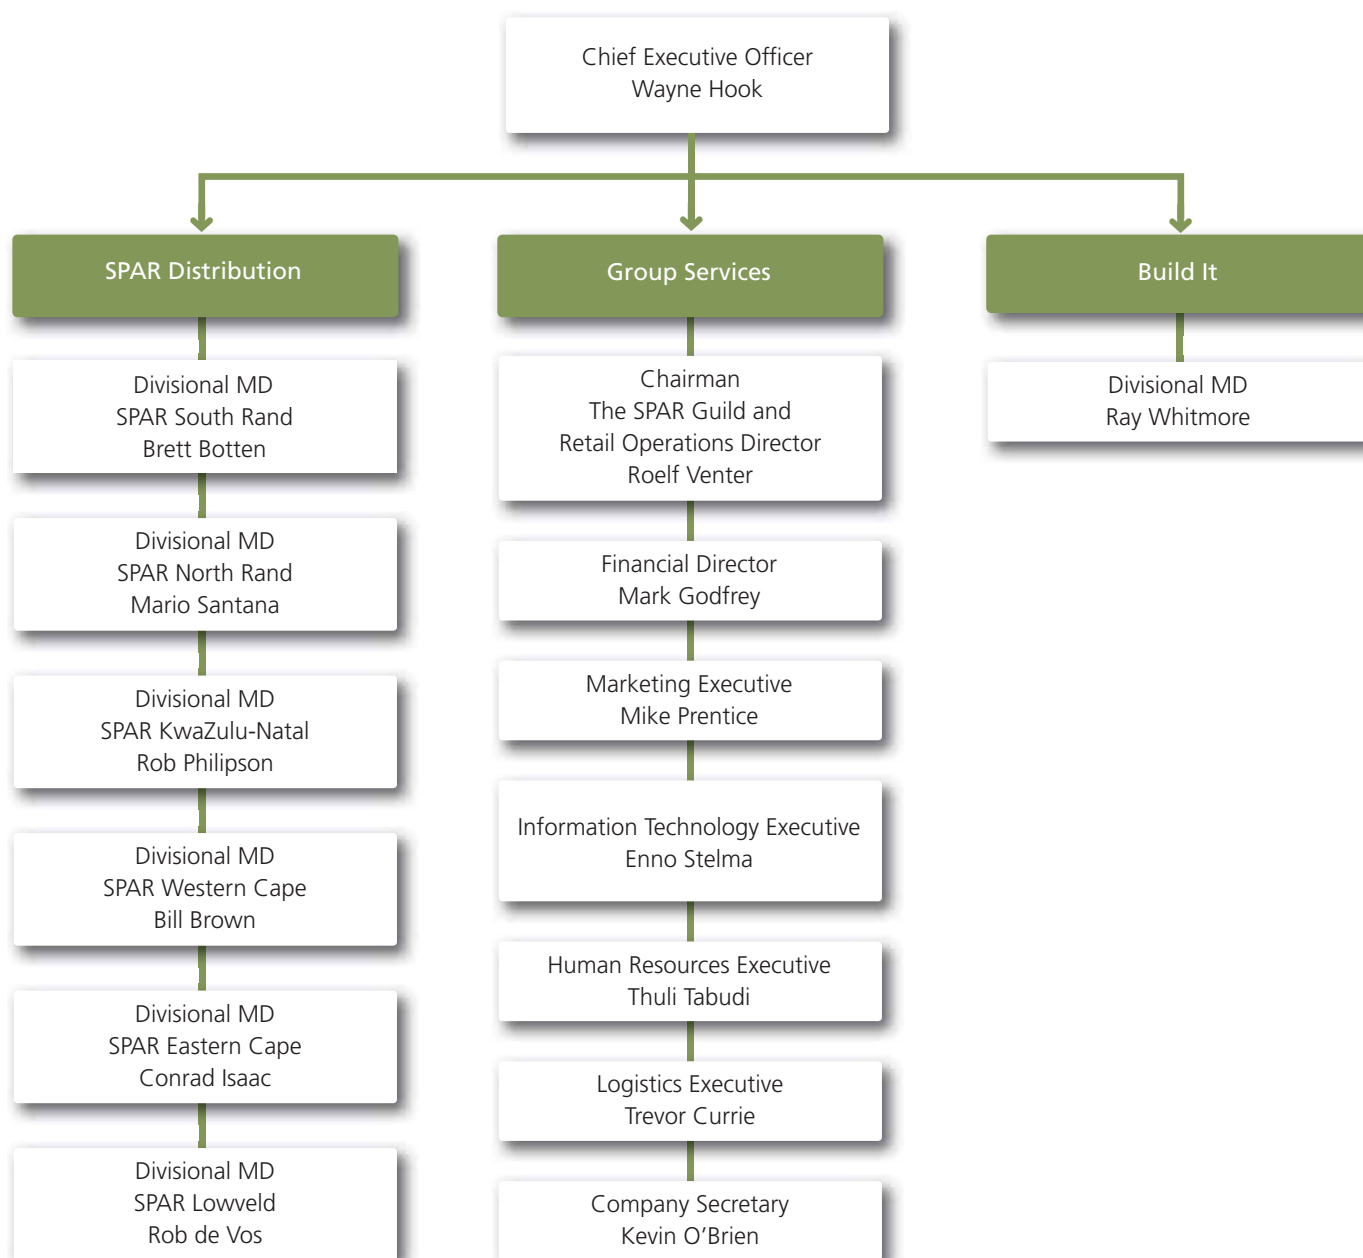 Chief Executive Officer
Wayne Hook
SPAR Distribution
Divisional MD
SPAR South Rand
Brett Botten
Divisional MD
SPAR North Rand
Mario Santana
Divisional MD
SPAR KwaZulu-Natal
Rob Philipson
Divisional MD
SPAR Western Cape
Bill Brown
Divisional MD
SPAR Eastern Cape
Conrad Isaac
Divisional MD
SPAR Lowveld
Rob de Vos
Group Services
Chairman
The SPAR Guild and
Retail Operations Director
Roelf Venter
Financial Director
Mark Godfrey
Marketing Executive
Mike Prentice
Information Technology Executive
Enno Stelma
Human Resources Executive
Thuli Tabudi
Logistics Executive
Trevor Currie
Company Secretary
Kevin O’Brien
Build It
Divisional MD
Ray Whitmore